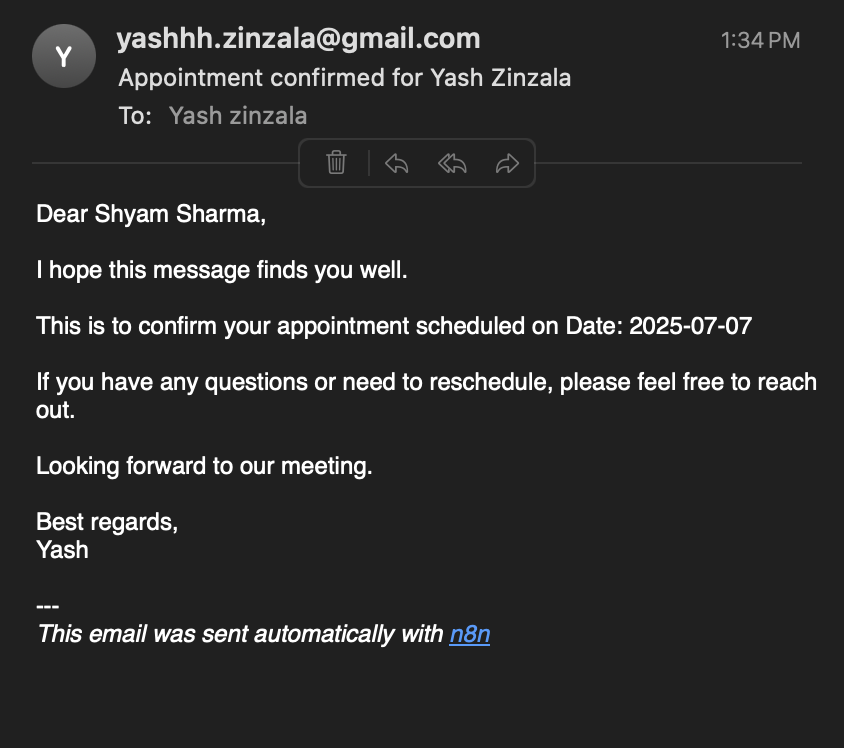 Y
yashhh.zinzala@gmail.com
1:34 PM
Appointment confirmed for Yash Zinzala
To: Yash zinzala
Dear Shyam Sharma,
I hope this message finds you well.
This is to confirm your appointment scheduled on Date: 2025-07-07
If you have any questions or need to reschedule, please feel free to reach
out.
Looking forward to our meeting.
Best regards,
Yash
---
This email was sent automatically with n8n